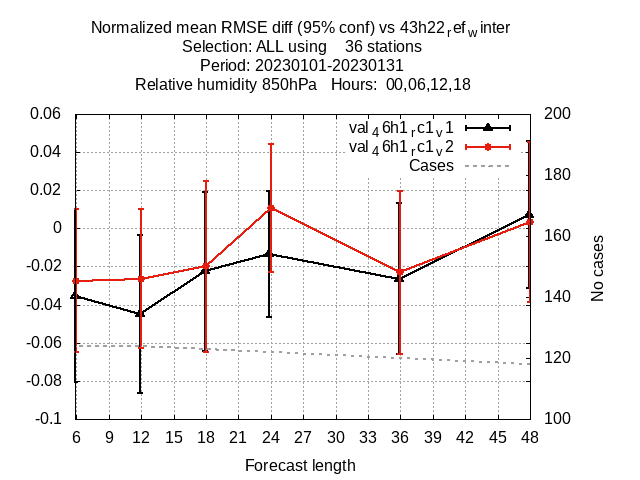 Normalized mean RMSE diff (95% conf) vs 43h22refwinter
Selection: ALL using    36 stations
Period: 20230101-20230131
Relative humidity 850hPa   Hours:  00,06,12,18
0.06
0.04
0.02
0
-0.02
-0.04
-0.06
-0.08
-0.1
val46h1rc1v1
val46h1rc1v2
Cases
200
180
160
140
120
100
No cases
6 9 12 15 18 21 24 27 30 33 36 39 42 45 48
Forecast length